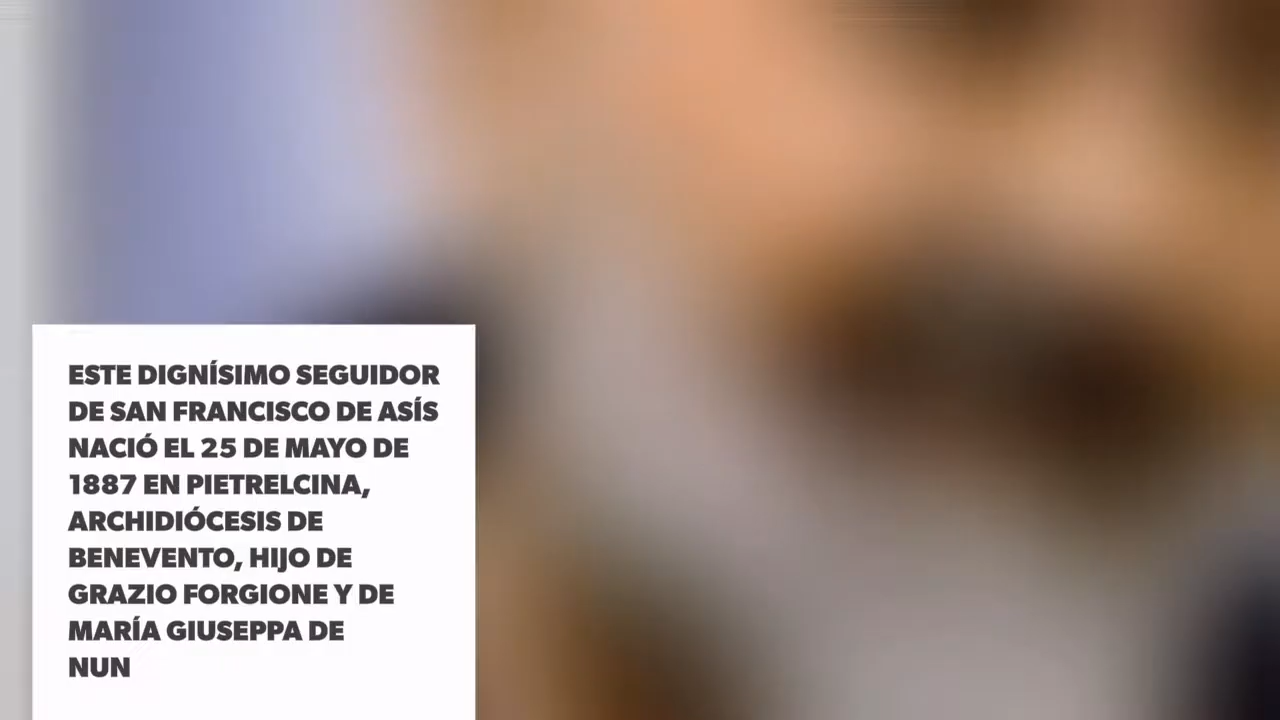 ESTE DIGNÍSIMO SEGUIDOR
DE SAN FRANCISCO DE ASÍS
NACIÓ EL 25 DE MAYO DE
1887 EN PIETRELCINA,
ARCHIDIÓCESIS DE
BENEVENTO, HIJO DE
GRAZIO FORGIONE Y DE
MARÍA GIUSEPPA DE
NUN